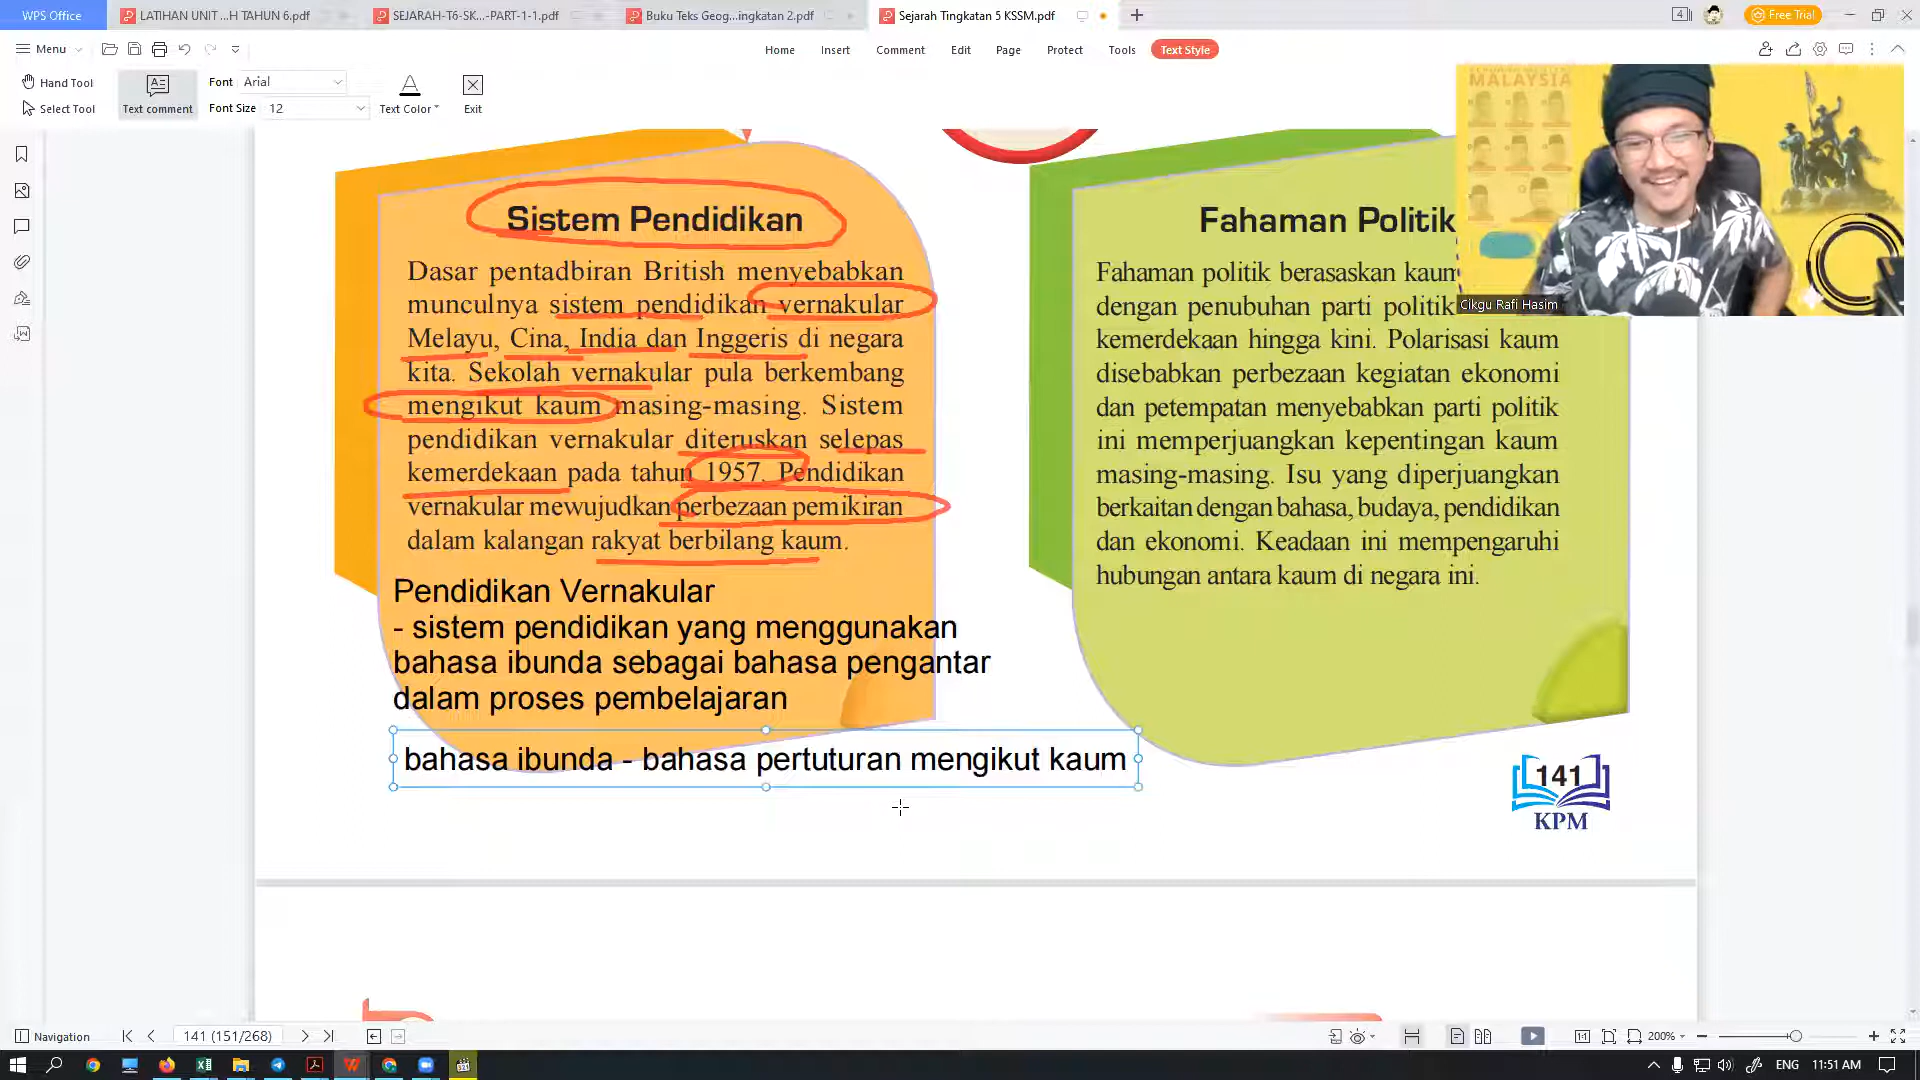 WPS Office
LATIHAN UNIT ...H TAHUN 6.pdf
SEJARAH-T6-SK...-PART-1-1.pdf
Buku Teks Geog...ingkatan 2.pdf
Sejarah Tingkatan 5 KSSM.pdf
4
Free Trial
Menu
Home
Insert
Comment
Edit
Page
Protect
Tools
Text Style
Hand Tool
Select Tool
Text comment
Font
Arial
Font Size
12
Text Color
Exit
MALAYSIA
Cikgu Rafi Hasim
Sistem Pendidikan
Dasar pentadbiran British menyebabkan
munculnya sistem pendidikan vernakular
Melayu, Cina, India dan Inggeris di negara
kita. Sekolah vernakular pula berkembang
mengikut kaum masing-masing. Sistem
pendidikan vernakular diteruskan selepas
kemerdekaan pada tahun 1957. Pendidikan
vernakular mewujudkan perbezaan pemikiran
dalam kalangan rakyat berbilang kaum.
Pendidikan Vernakular
- sistem pendidikan yang menggunakan
bahasa ibunda sebagai bahasa pengantar
dalam proses pembelajaran
bahasa ibunda - bahasa pertuturan mengikut kaum
Fahaman Politik
Fahaman politik berasaskan kaum
dengan penubuhan parti politik
kemerdekaan hingga kini. Polarisasi kaum
disebabkan perbezaan kegiatan ekonomi
dan petempatan menyebabkan parti politik
ini memperjuangkan kepentingan kaum
masing-masing. Isu yang diperjuangkan
berkaitan dengan bahasa, budaya, pendidikan
dan ekonomi. Keadaan ini mempengaruhi
hubungan antara kaum di negara ini.
141
KPM
Navigation
141 (151/268)
200%
ENG
11:51 AM